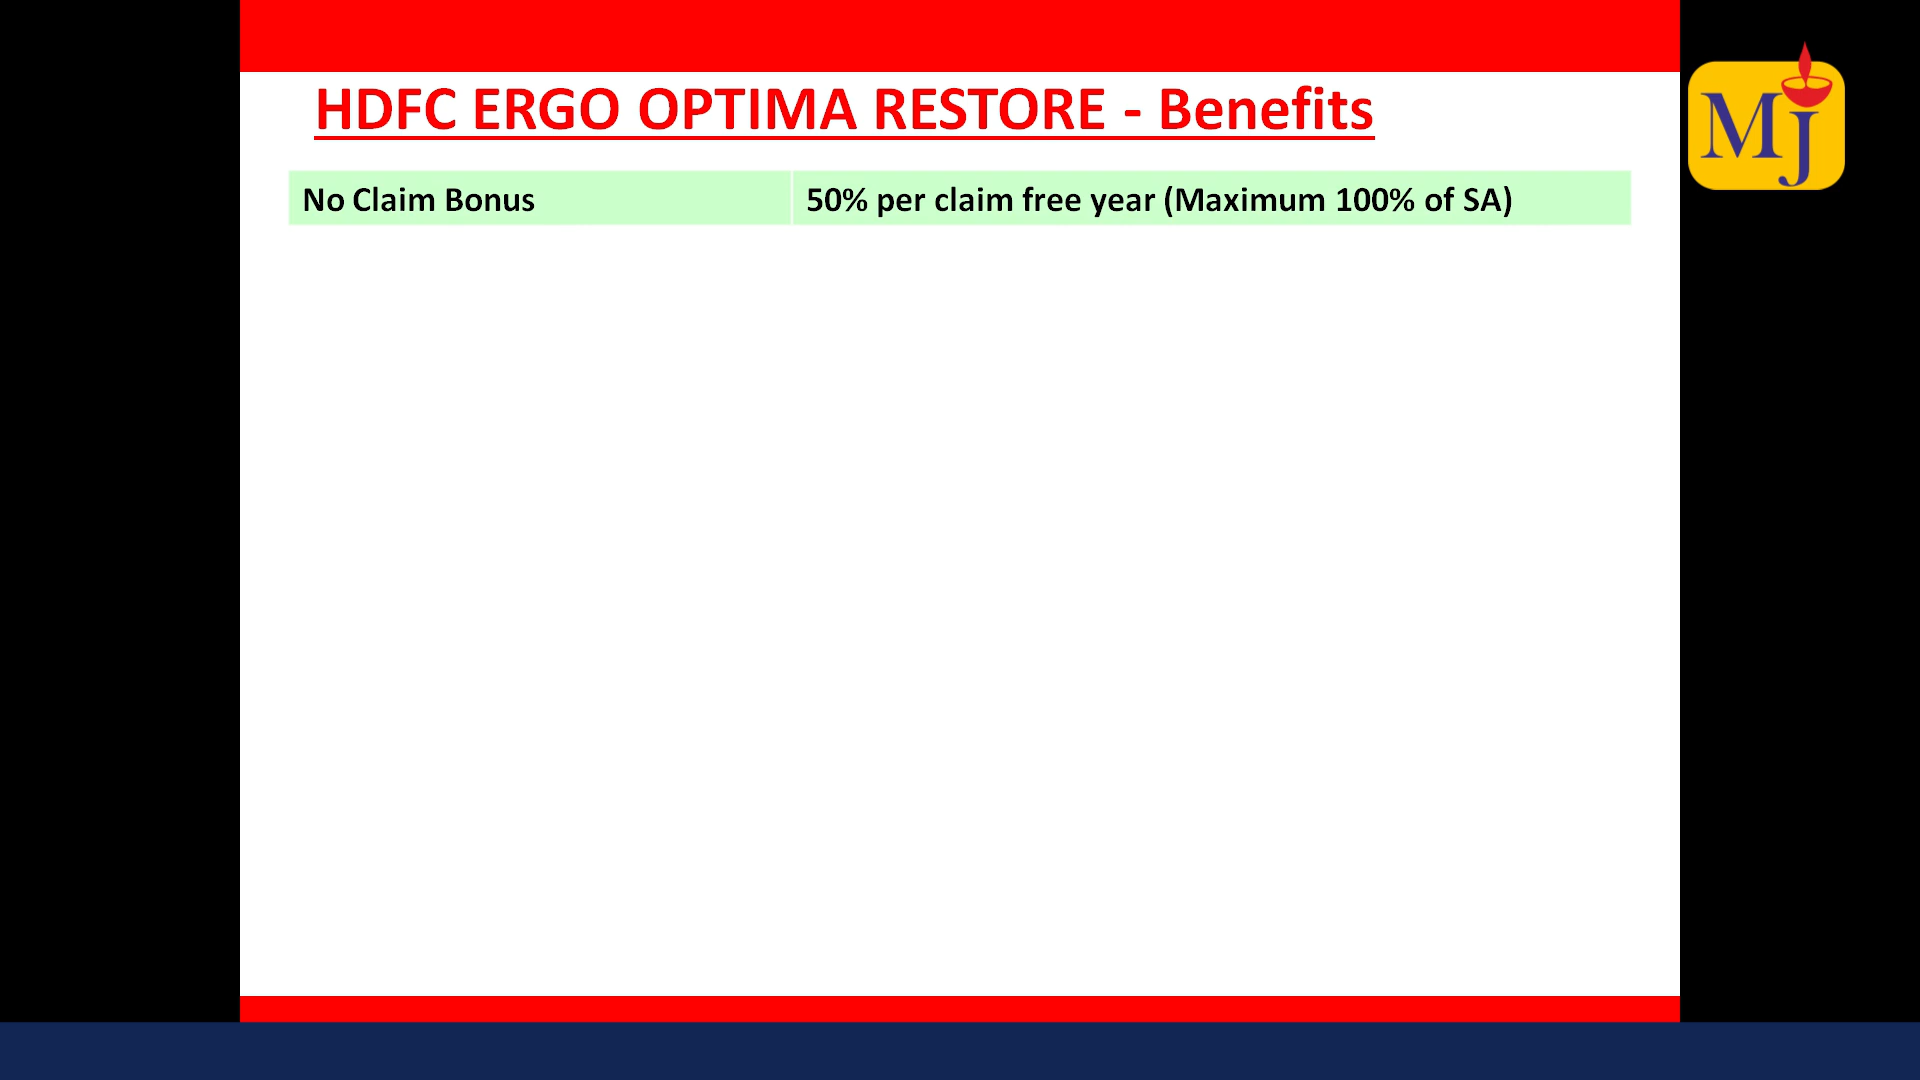 HDFC ERGO OPTIMA RESTORE - Benefits
MJ
No Claim Bonus
50% per claim free year (Maximum 100% of SA)